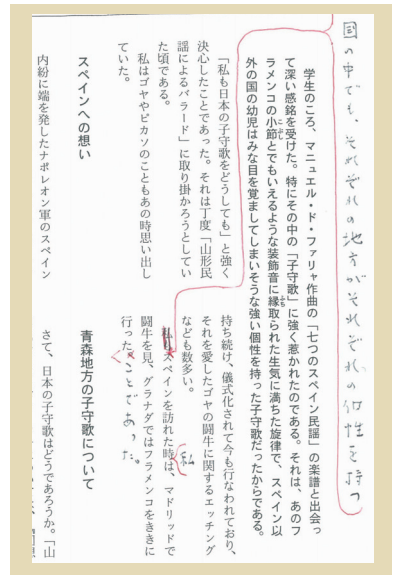 国の中でも、それぞれの地方がそれぞれの個性を持つ
学生のころ、マニュエル・ド・ファリャ作曲の「七つのスペイン民謡」の楽譜と出会っ
て深い感銘を受けた。特にその中の「子守歌」に強く惹かれたのである。それは、あのフ
こぶし
ラメンコの小節とでもいえるような装飾音に縁取られた生気に満ちた旋律で、スペイン以
ふち
外の国の幼児はみな目を覚ましてしまいそうな強い個性を持った子守歌だったからである。
「私も日本の子守歌をどうしても」と強く
決心したことであった。それは丁度「山形民
謡によるバラード」に取り掛かろうとしてい
た頃である。
私はゴヤやピカソのこともあの時思い出し
ていた。
スペインへの想い
内紛に端を発したナポレオン軍のスペイン
持ち続け、儀式化されて今も行なわれており、
それを愛したゴヤの闘牛に関するエッチング
なども数多い。
私
スペインを訪れた時は、マドリッドで
闘牛を見、グラナダではフラメンコをききに
行った
ことであった。
青森地方の子守歌について
さて、日本の子守歌はどうであろうか。「山